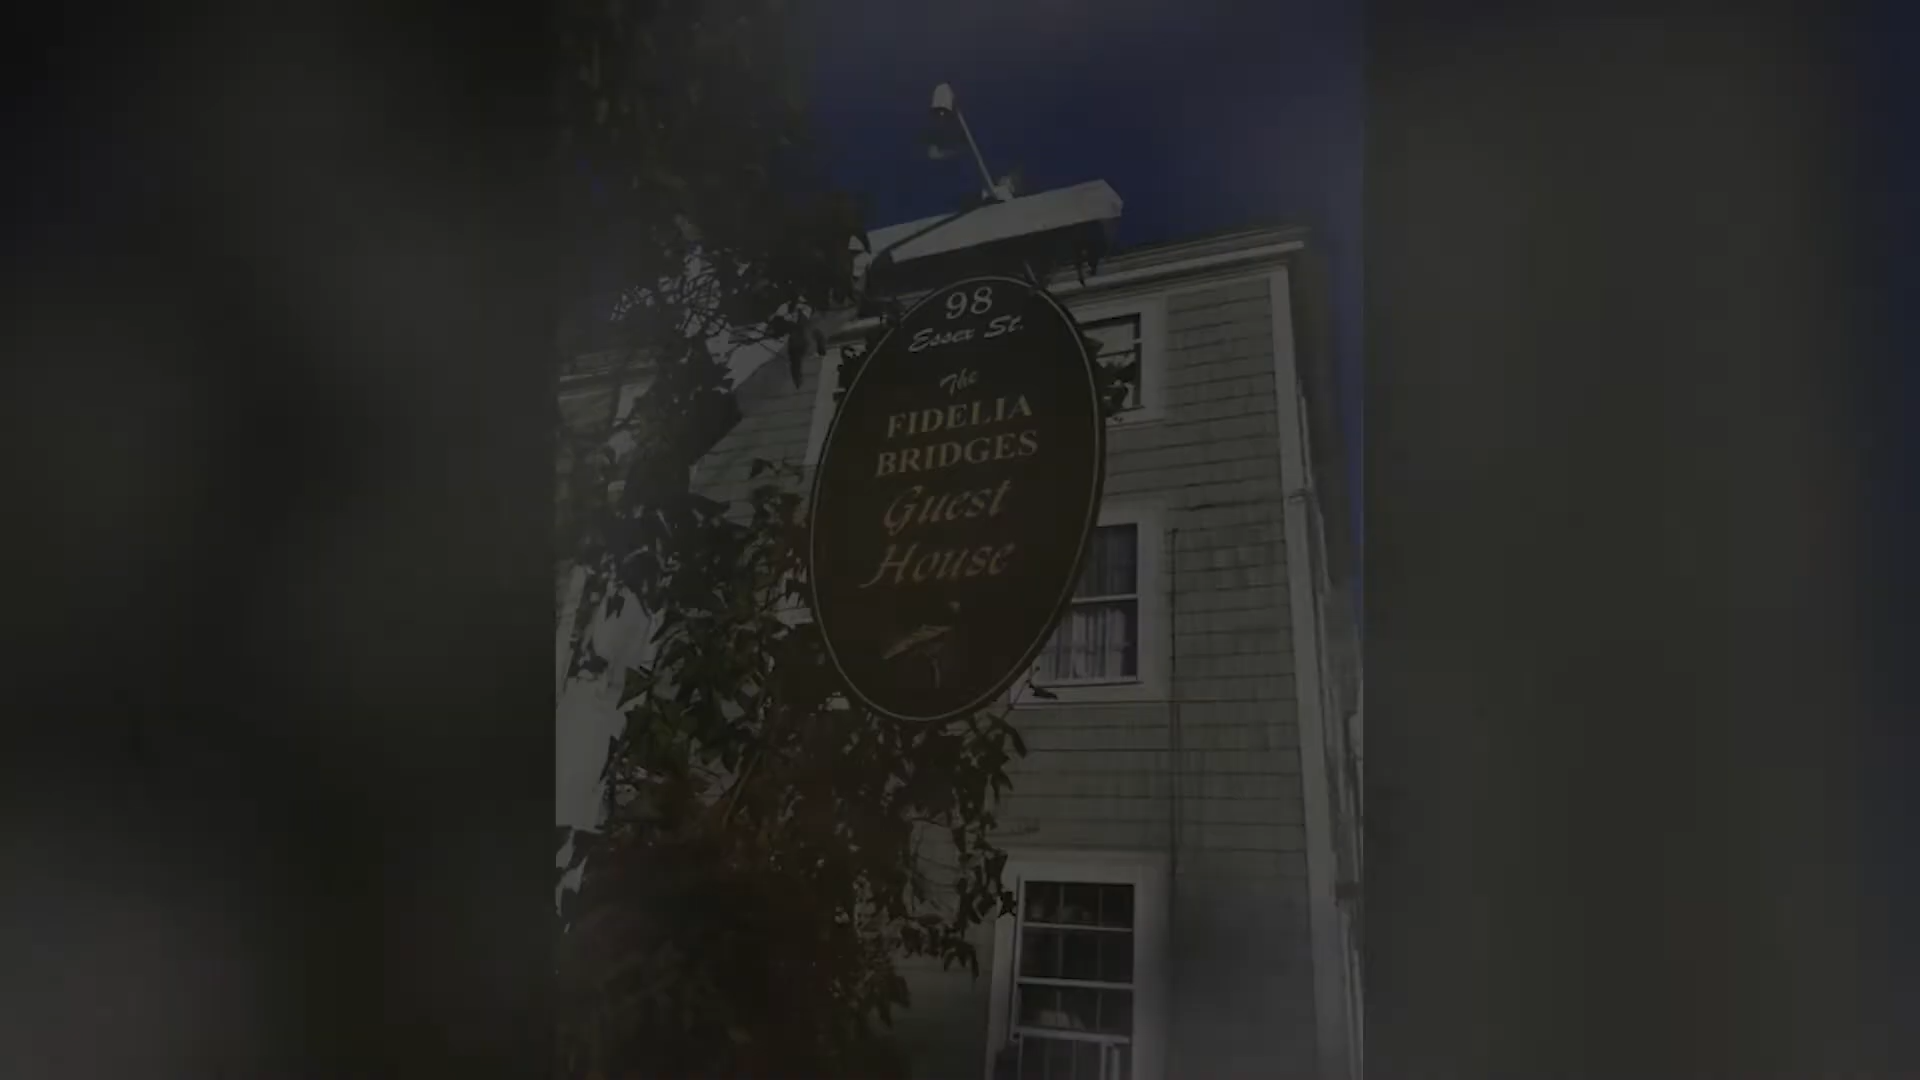 98
Essex St.
The
FIDELIA
BRIDGES
Guest
House